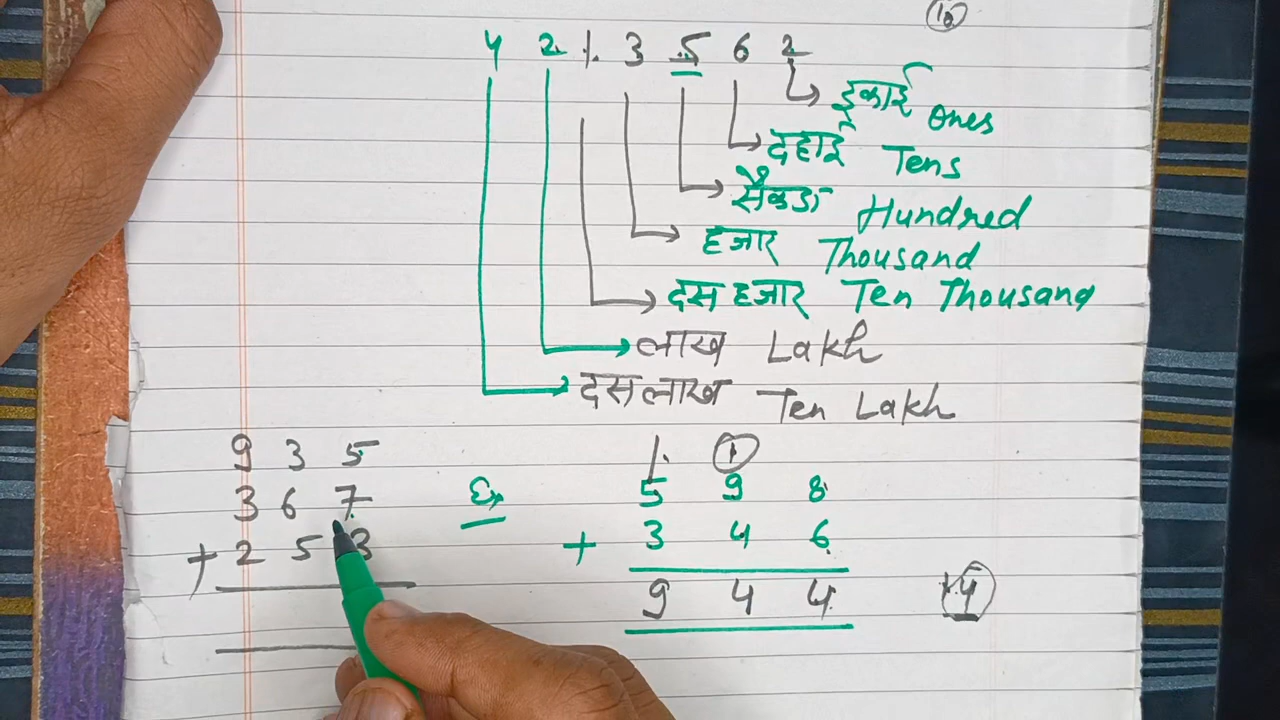 10
4 2 1 3 5 6 2
इकाई Ones
दहाई Tens
सैकडा Hundred
हजार Thousand
दस हजार Ten Thousand
लाख Lakh
दस लाख Ten Lakh
9 3 5
3 6 7
+ 2 5 3
Ex
1 1
5 9 8
+ 3 4 6
9 4 4
14